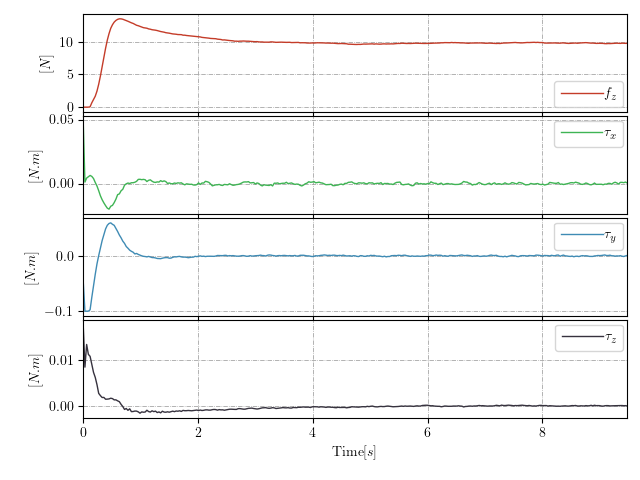 10
5
0
[N]
f_z
0.05
0.00
[N.m]
τ_x
0.0
−0.1
[N.m]
τ_y
0.01
0.00
[N.m]
τ_z
0 2 4 6 8
Time[s]